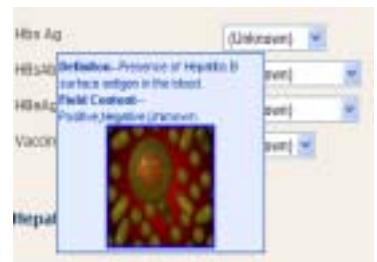 Hbs Ag (Unknown)
Definition--Presence of Hepatitis B
surface antigen in the blood.
Field Content--
Positive,Negative,Unknown.
HBsAb
HBeAg
Vaccin
Hepat